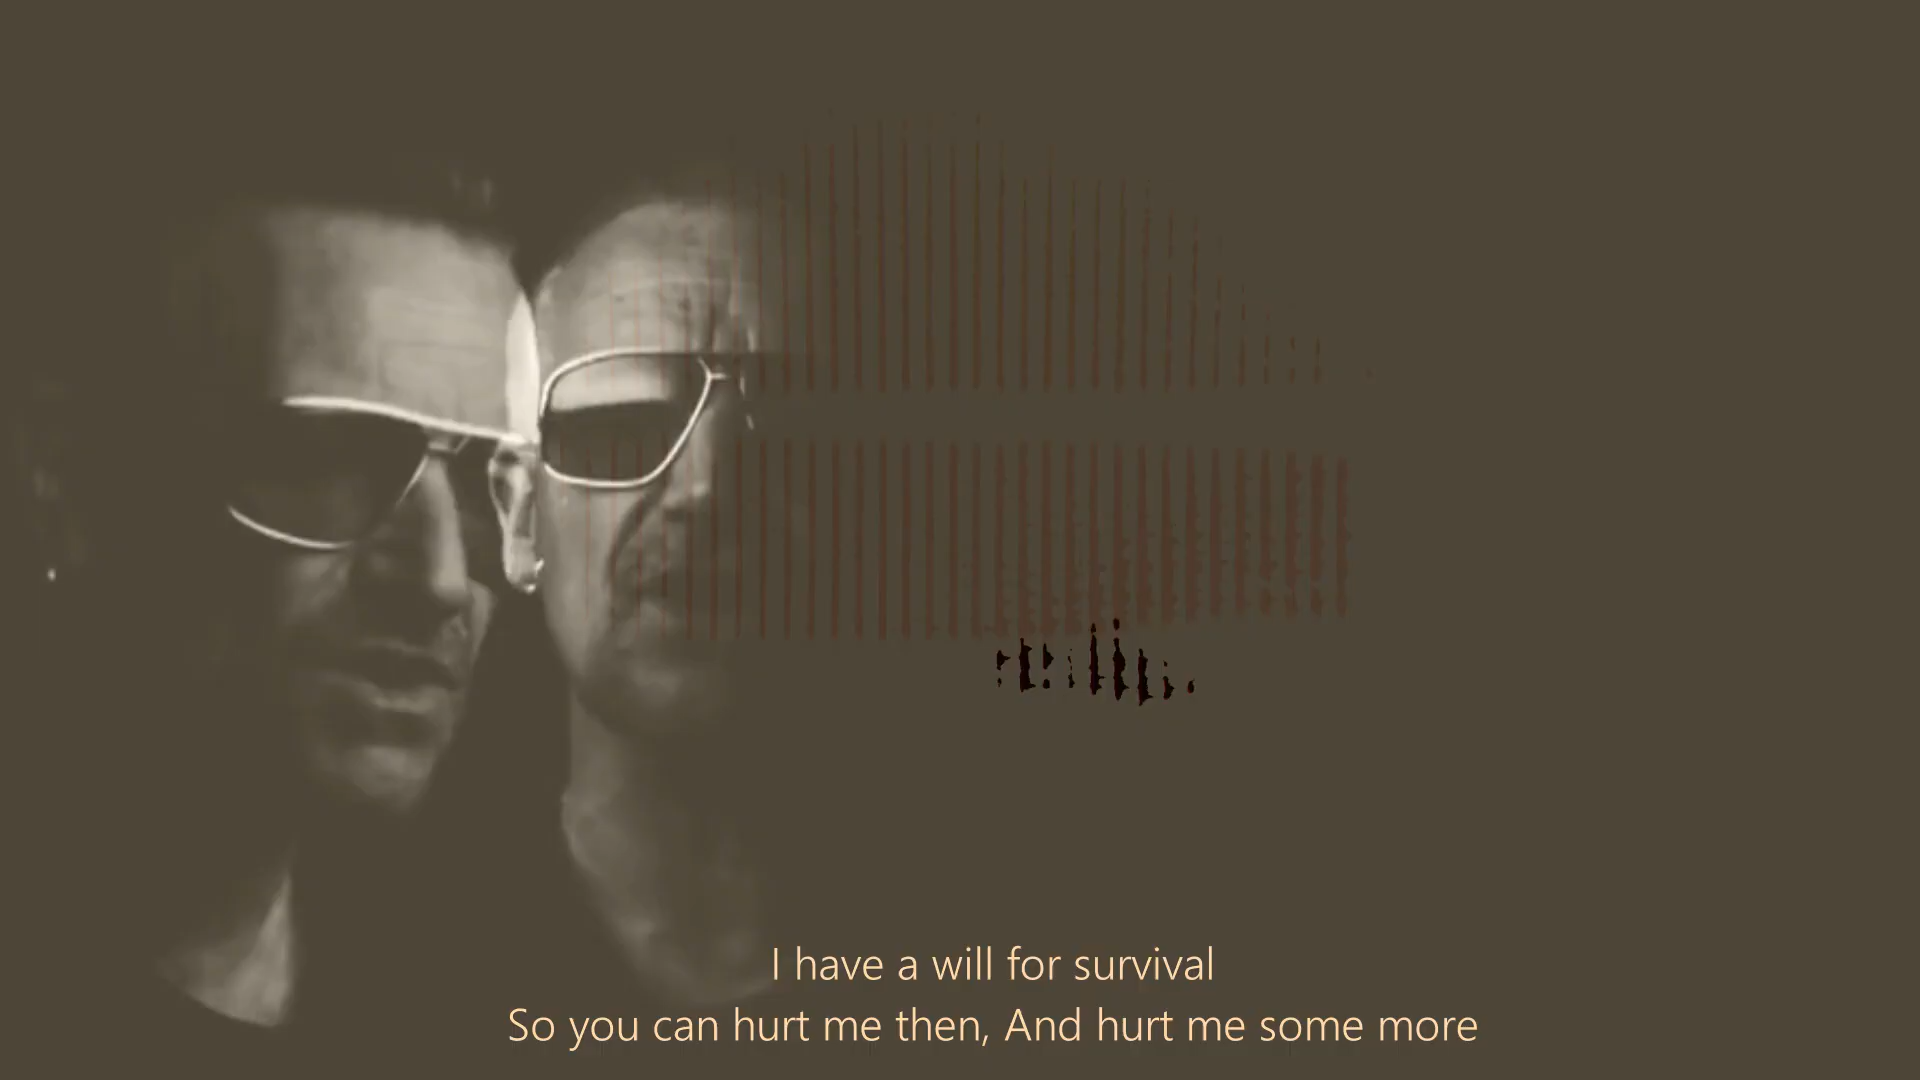 I have a will for survival
So you can hurt me then, And hurt me some more